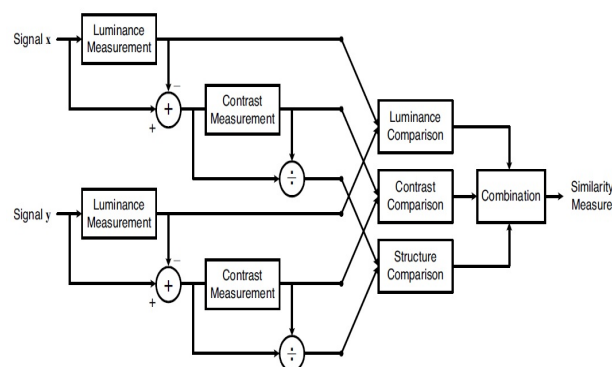 Signal x
Luminance
Measurement
−
+
+
Contrast
Measurement
÷
Luminance
Comparison
Contrast
Comparison
Combination
Similarity
Measure
Structure
Comparison
Signal y
Luminance
Measurement
−
+
+
Contrast
Measurement
÷